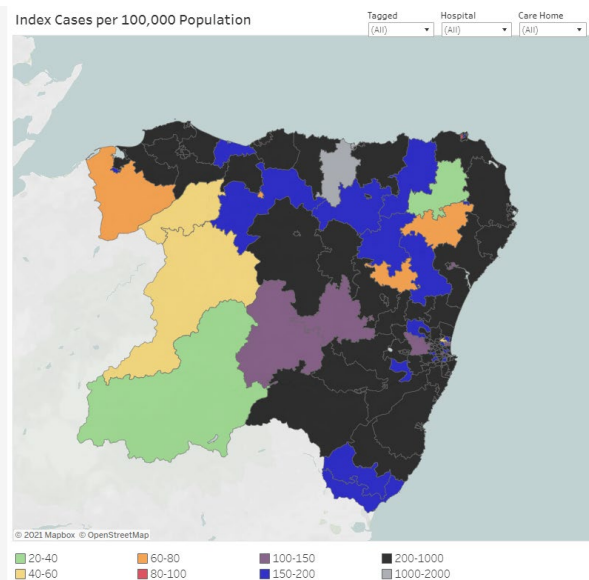 Index Cases per 100,000 Population
Tagged Hospital Care Home
(All) (All) (All)
© 2021 Mapbox © OpenStreetMap
20-40 60-80 100-150 200-1000
40-60 80-100 150-200 1000-2000